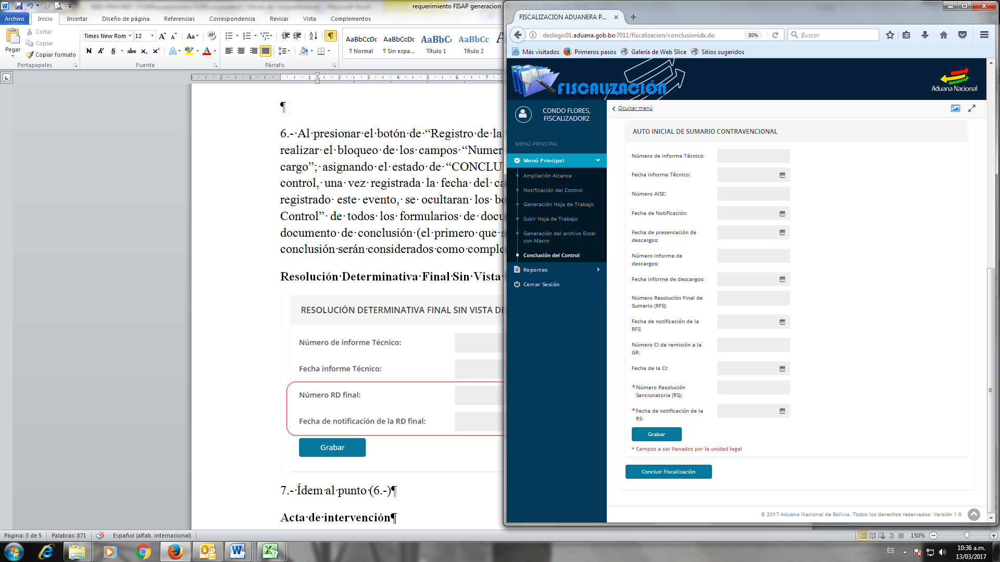 requerimiento FISAP generacion
Archivo Inicio Insertar Diseño de página Referencias Correspondencia Revisar Vista Complementos
Pegar
Cortar
Copiar
Copiar formato
Portapapeles
Times New Rom 12
Fuente
Párrafo
AaBbCcDc AaBbCcDc AaBbCc AaBbCc
¶ Normal ¶ Sin espa... Título 1 Título 2
¶
6.- Al presionar el botón de “Registro de la
realizar el bloqueo de los campos “Numer
cargo”; asignando el estado de “CONCLU
control, una vez registrada la fecha del ca
registrado este evento, se ocultaran los bo
Control” de todos los formularios de docu
documento de conclusión (el primero que s
conclusión serán considerados como comple
Resolución Determinativa Final Sin Vista
RESOLUCIÓN DETERMINATIVA FINAL SIN VISTA DE
Número de informe Técnico:
Fecha informe Técnico:
Número RD final:
Fecha de notificación de la RD final:
Grabar
7.- Ídem al punto (6.-)¶
Acta de intervención¶
Página: 3 de 5 Palabras: 871 Español (alfab. internacional)
150%
FISCALIZACION ADUANERA P...
deslogic01.aduana.gob.bo:7011/fiscalizacion/conclusionidx.do
80%
Buscar
Más visitados Primeros pasos Galería de Web Slice Sitios sugeridos
FISCALIZACIÓN
Aduana Nacional
CONDO FLORES,
FISCALIZADOR2
Ocultar menú
MENÚ PRINCIPAL
Menú Principal
Ampliación Alcance
Notificación del Control
Generación Hoja de Trabajo
Subir Hoja de Trabajo
Generación del archivo Excel
con Macro
Conclusión del Control
Reportes
Cerrar Sesión
AUTO INICIAL DE SUMARIO CONTRAVENCIONAL
Número de informe Técnico:
Fecha informe Técnico:
Número AISC:
Fecha de Notificación:
Fecha de presentación de
descargos:
Número informe de
descargos:
Fecha informe de descargos:
Número Resolución Final de
Sumario (RFS):
Fecha de notificación de la
RFS:
Número CI de remisión a la
GR:
Fecha de la CI:
*Número Resolución
Sancionatoria (RS):
*Fecha de notificación de la
RS:
Grabar
* Campos a ser llenados por la unidad legal
Concluir Fiscalización
© 2017 Aduana Nacional de Bolivia. Todos los derechos reservados. Versión 1.0
ES
10:36 a.m.
13/03/2017